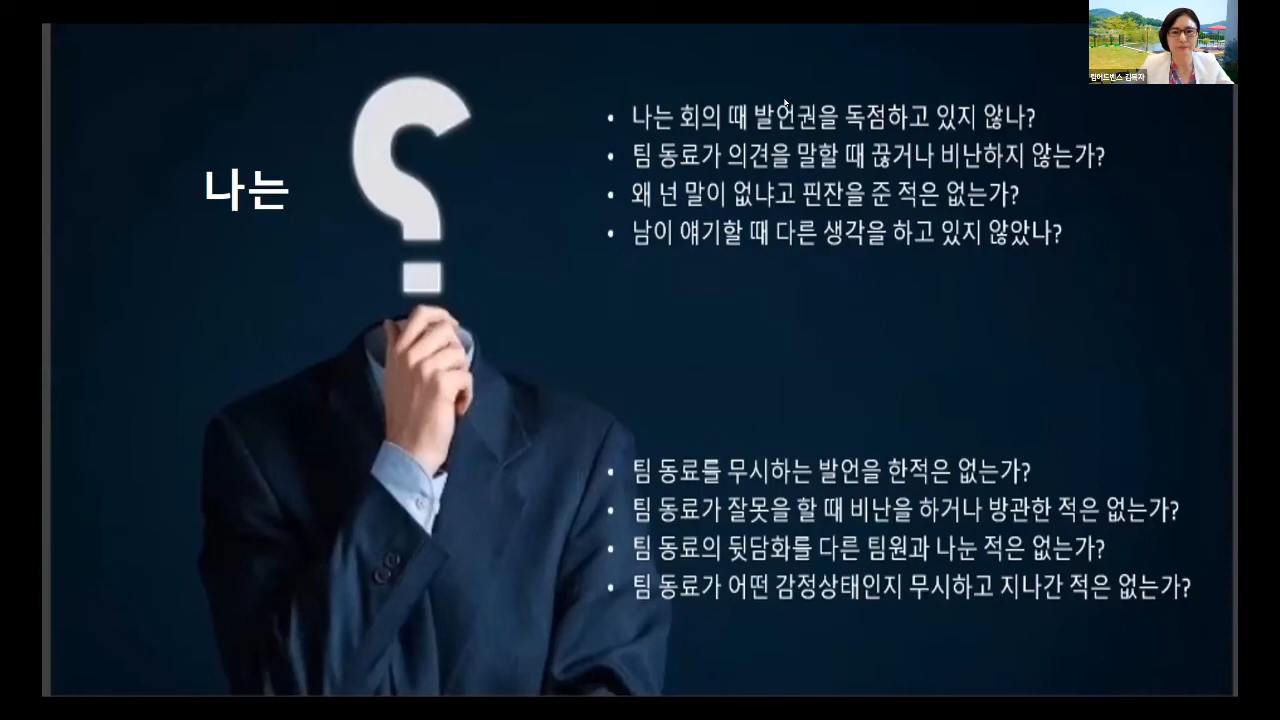 나는
• 나는 회의 때 발언권을 독점하고 있지 않나?
• 팀 동료가 의견을 말할 때 끊거나 비난하지 않는가?
• 왜 넌 말이 없냐고 핀잔을 준 적은 없는가?
• 남이 얘기할 때 다른 생각을 하고 있지 않았나?
• 팀 동료를 무시하는 발언을 한적은 없는가?
• 팀 동료가 잘못을 할 때 비난을 하거나 방관한 적은 없는가?
• 팀 동료의 뒷담화를 다른 팀원과 나눈 적은 없는가?
• 팀 동료가 어떤 감정상태인지 무시하고 지나간 적은 없는가?